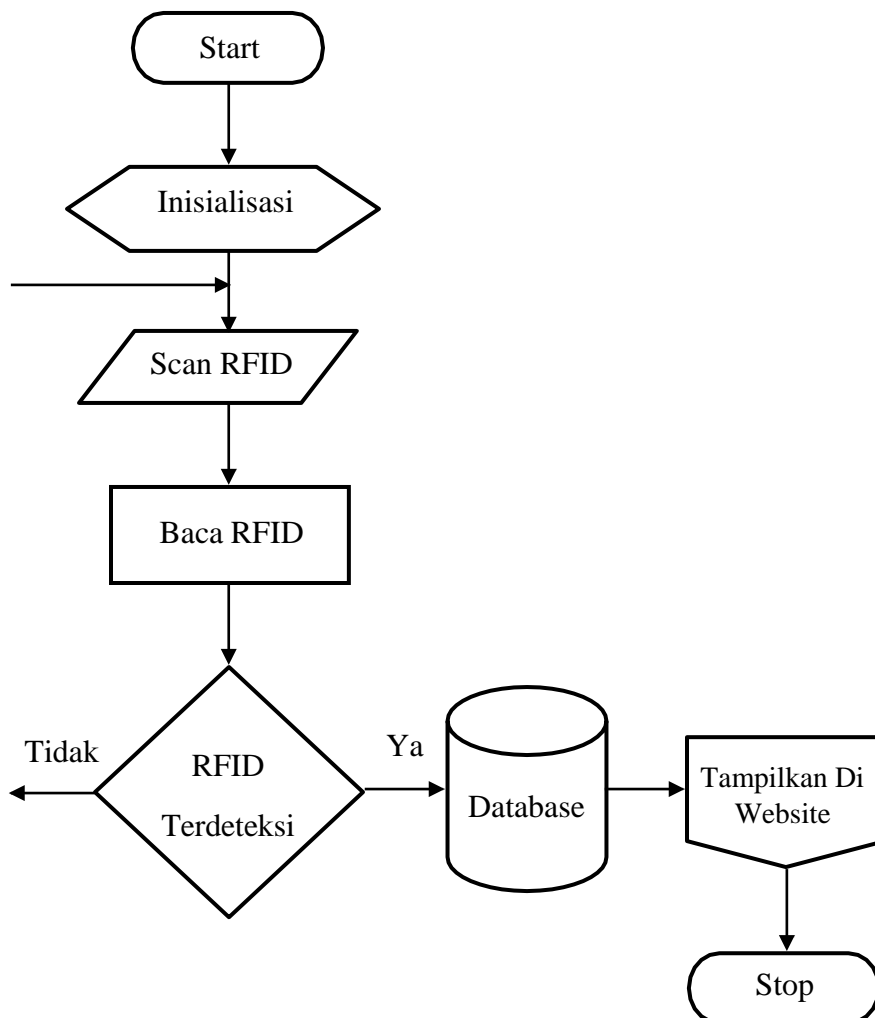 Start
Inisialisasi
Scan RFID
Baca RFID
RFID
Terdeteksi
Tidak
Ya
Database
Tampilkan Di
Website
Stop